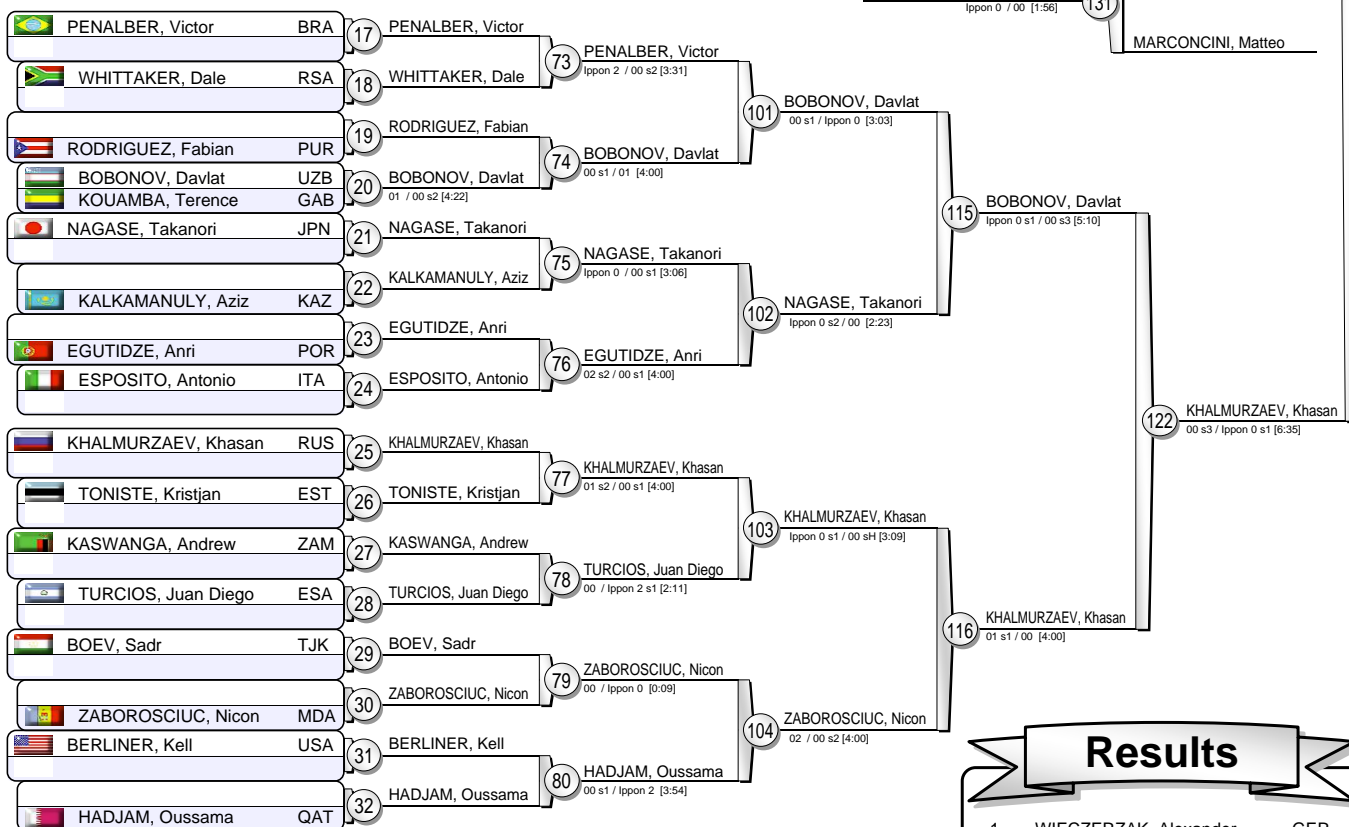 Ippon 0 / 00 [1:56]
131
MARCONCINI, Matteo
PENALBER, Victor BRA
17
PENALBER, Victor
73
PENALBER, Victor
Ippon 2 / 00 s2 [3:31]
WHITTAKER, Dale RSA
18
WHITTAKER, Dale
101
BOBONOV, Davlat
00 s1 / Ippon 0 [3:03]
RODRIGUEZ, Fabian PUR
19
RODRIGUEZ, Fabian
74
BOBONOV, Davlat
00 s1 / 01 [4:00]
BOBONOV, Davlat UZB
KOUAMBA, Terence GAB
20
BOBONOV, Davlat
01 / 00 s2 [4:22]
115
BOBONOV, Davlat
Ippon 0 s1 / 00 s3 [5:10]
NAGASE, Takanori JPN
21
NAGASE, Takanori
75
NAGASE, Takanori
Ippon 0 / 00 s1 [3:06]
KALKAMANULY, Aziz KAZ
22
KALKAMANULY, Aziz
102
NAGASE, Takanori
Ippon 0 s2 / 00 [2:23]
EGUTIDZE, Anri POR
23
EGUTIDZE, Anri
76
EGUTIDZE, Anri
02 s2 / 00 s1 [4:00]
ESPOSITO, Antonio ITA
24
ESPOSITO, Antonio
122
KHALMURZAEV, Khasan
00 s3 / Ippon 0 s1 [6:35]
KHALMURZAEV, Khasan RUS
25
KHALMURZAEV, Khasan
77
KHALMURZAEV, Khasan
01 s2 / 00 s1 [4:00]
TONISTE, Kristjan EST
26
TONISTE, Kristjan
103
KHALMURZAEV, Khasan
Ippon 0 s1 / 00 sH [3:09]
KASWANGA, Andrew ZAM
27
KASWANGA, Andrew
78
TURCIOS, Juan Diego
00 / Ippon 2 s1 [2:11]
TURCIOS, Juan Diego ESA
28
TURCIOS, Juan Diego
116
KHALMURZAEV, Khasan
01 s1 / 00 [4:00]
BOEV, Sadr TJK
29
BOEV, Sadr
79
ZABOROSCIUC, Nicon
00 / Ippon 0 [0:09]
ZABOROSCIUC, Nicon MDA
30
ZABOROSCIUC, Nicon
104
ZABOROSCIUC, Nicon
02 / 00 s2 [4:00]
BERLINER, Kell USA
31
BERLINER, Kell
80
HADJAM, Oussama
00 s1 / Ippon 2 [3:54]
HADJAM, Oussama QAT
32
HADJAM, Oussama
Results
1 WIECZERZAK, Alexander GER